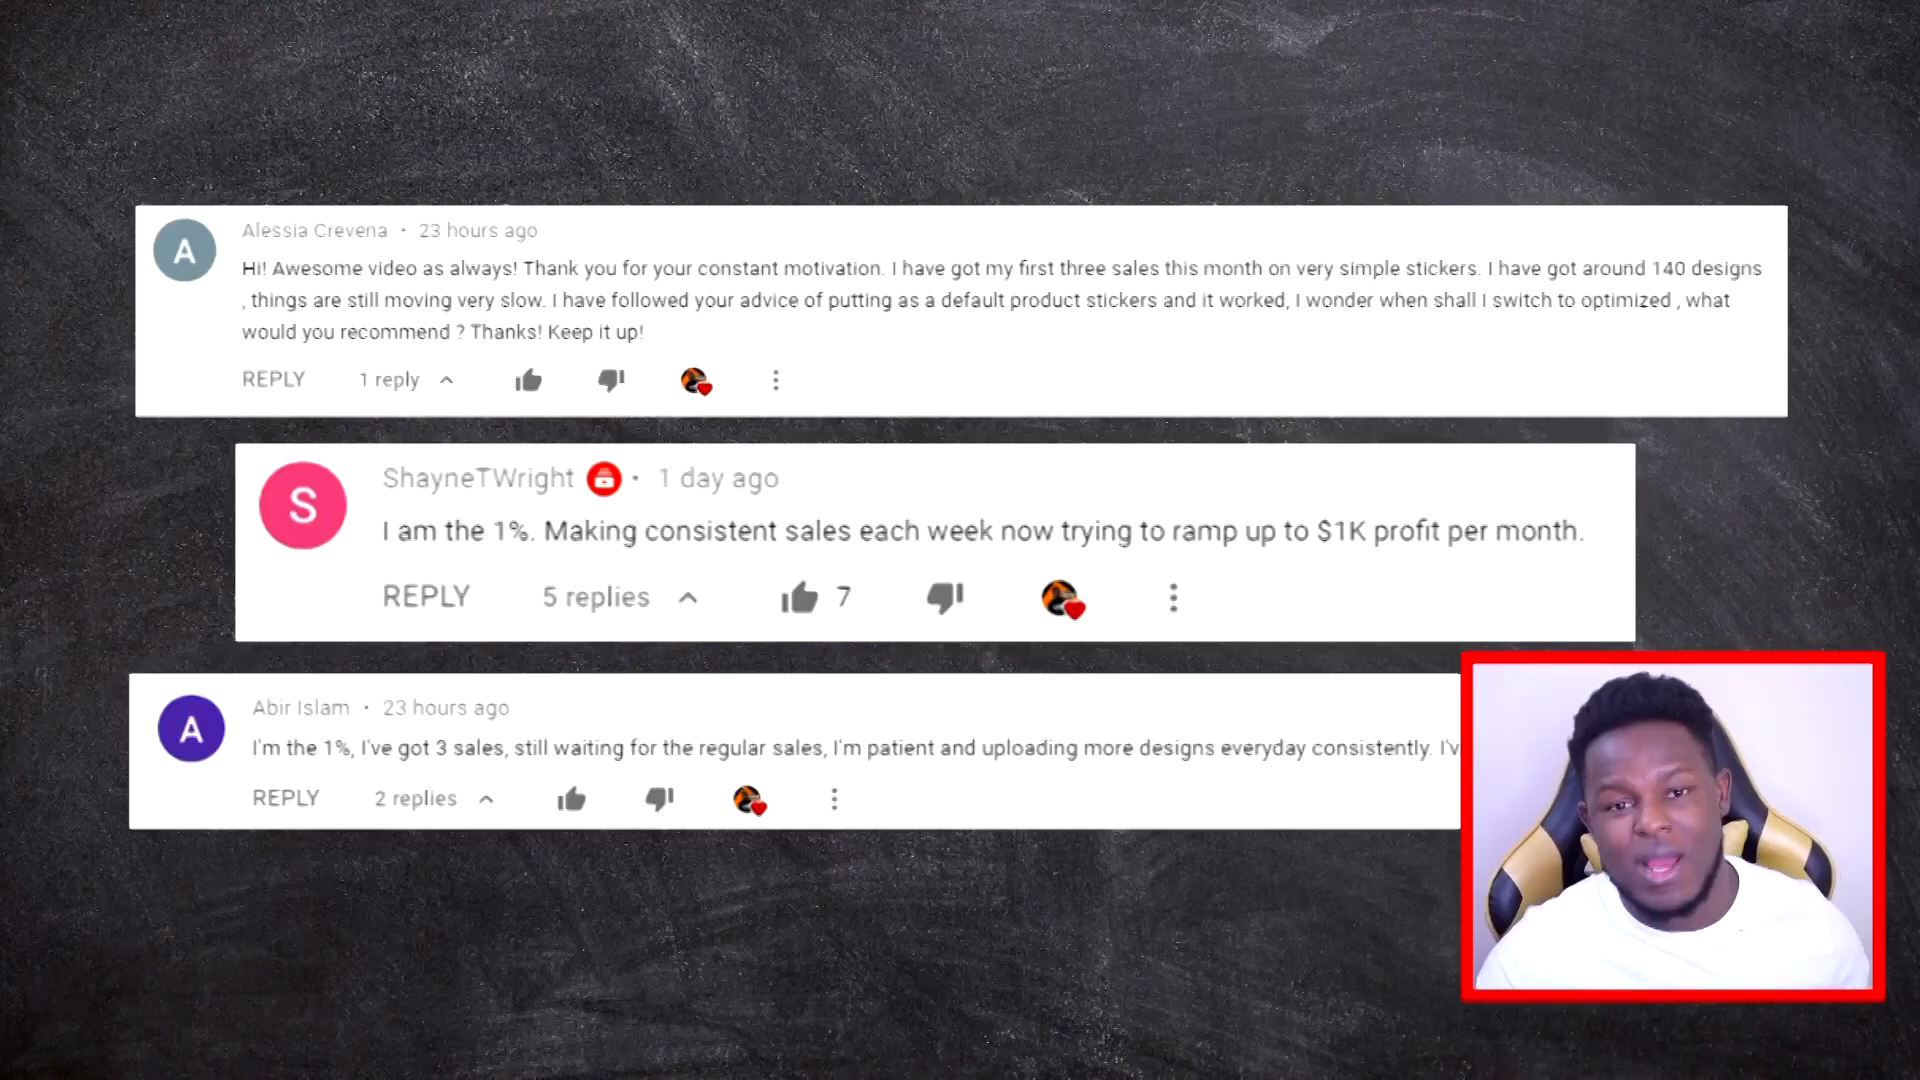 A
Alessia Crevena • 23 hours ago
Hi! Awesome video as always! Thank you for your constant motivation. I have got my first three sales this month on very simple stickers. I have got around 140 designs
, things are still moving very slow. I have followed your advice of putting as a default product stickers and it worked, I wonder when shall I switch to optimized , what
would you recommend ? Thanks! Keep it up!
REPLY 1 reply
S
ShayneTWright • 1 day ago
I am the 1%. Making consistent sales each week now trying to ramp up to $1K profit per month.
REPLY 5 replies 7
A
Abir Islam • 23 hours ago
I'm the 1%, I've got 3 sales, still waiting for the regular sales, I'm patient and uploading more designs everyday consistently.
REPLY 2 replies